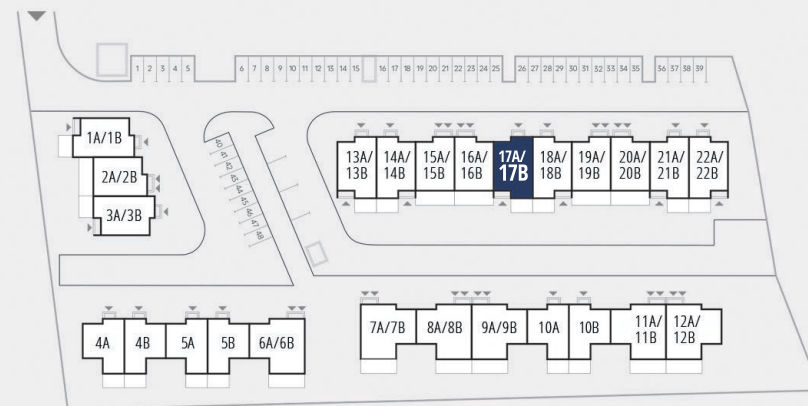 1 2 3 4 5
6 7 8 9 10 11 12 13 14 15
16 17 18 19 20 21 22 23 24 25
26 27 28 29 30 31 32 33 34 35
36 37 38 39
1A/1B
2A/2B
3A/3B
40
41
42
43
44
45
46
47
48
13A/
13B
14A/
14B
15A/
15B
16A/
16B
17A/
17B
18A/
18B
19A/
19B
20A/
20B
21A/
21B
22A/
22B
4A
4B
5A
5B
6A/6B
7A/7B
8A/8B
9A/9B
10A
10B
11A/
11B
12A/
12B